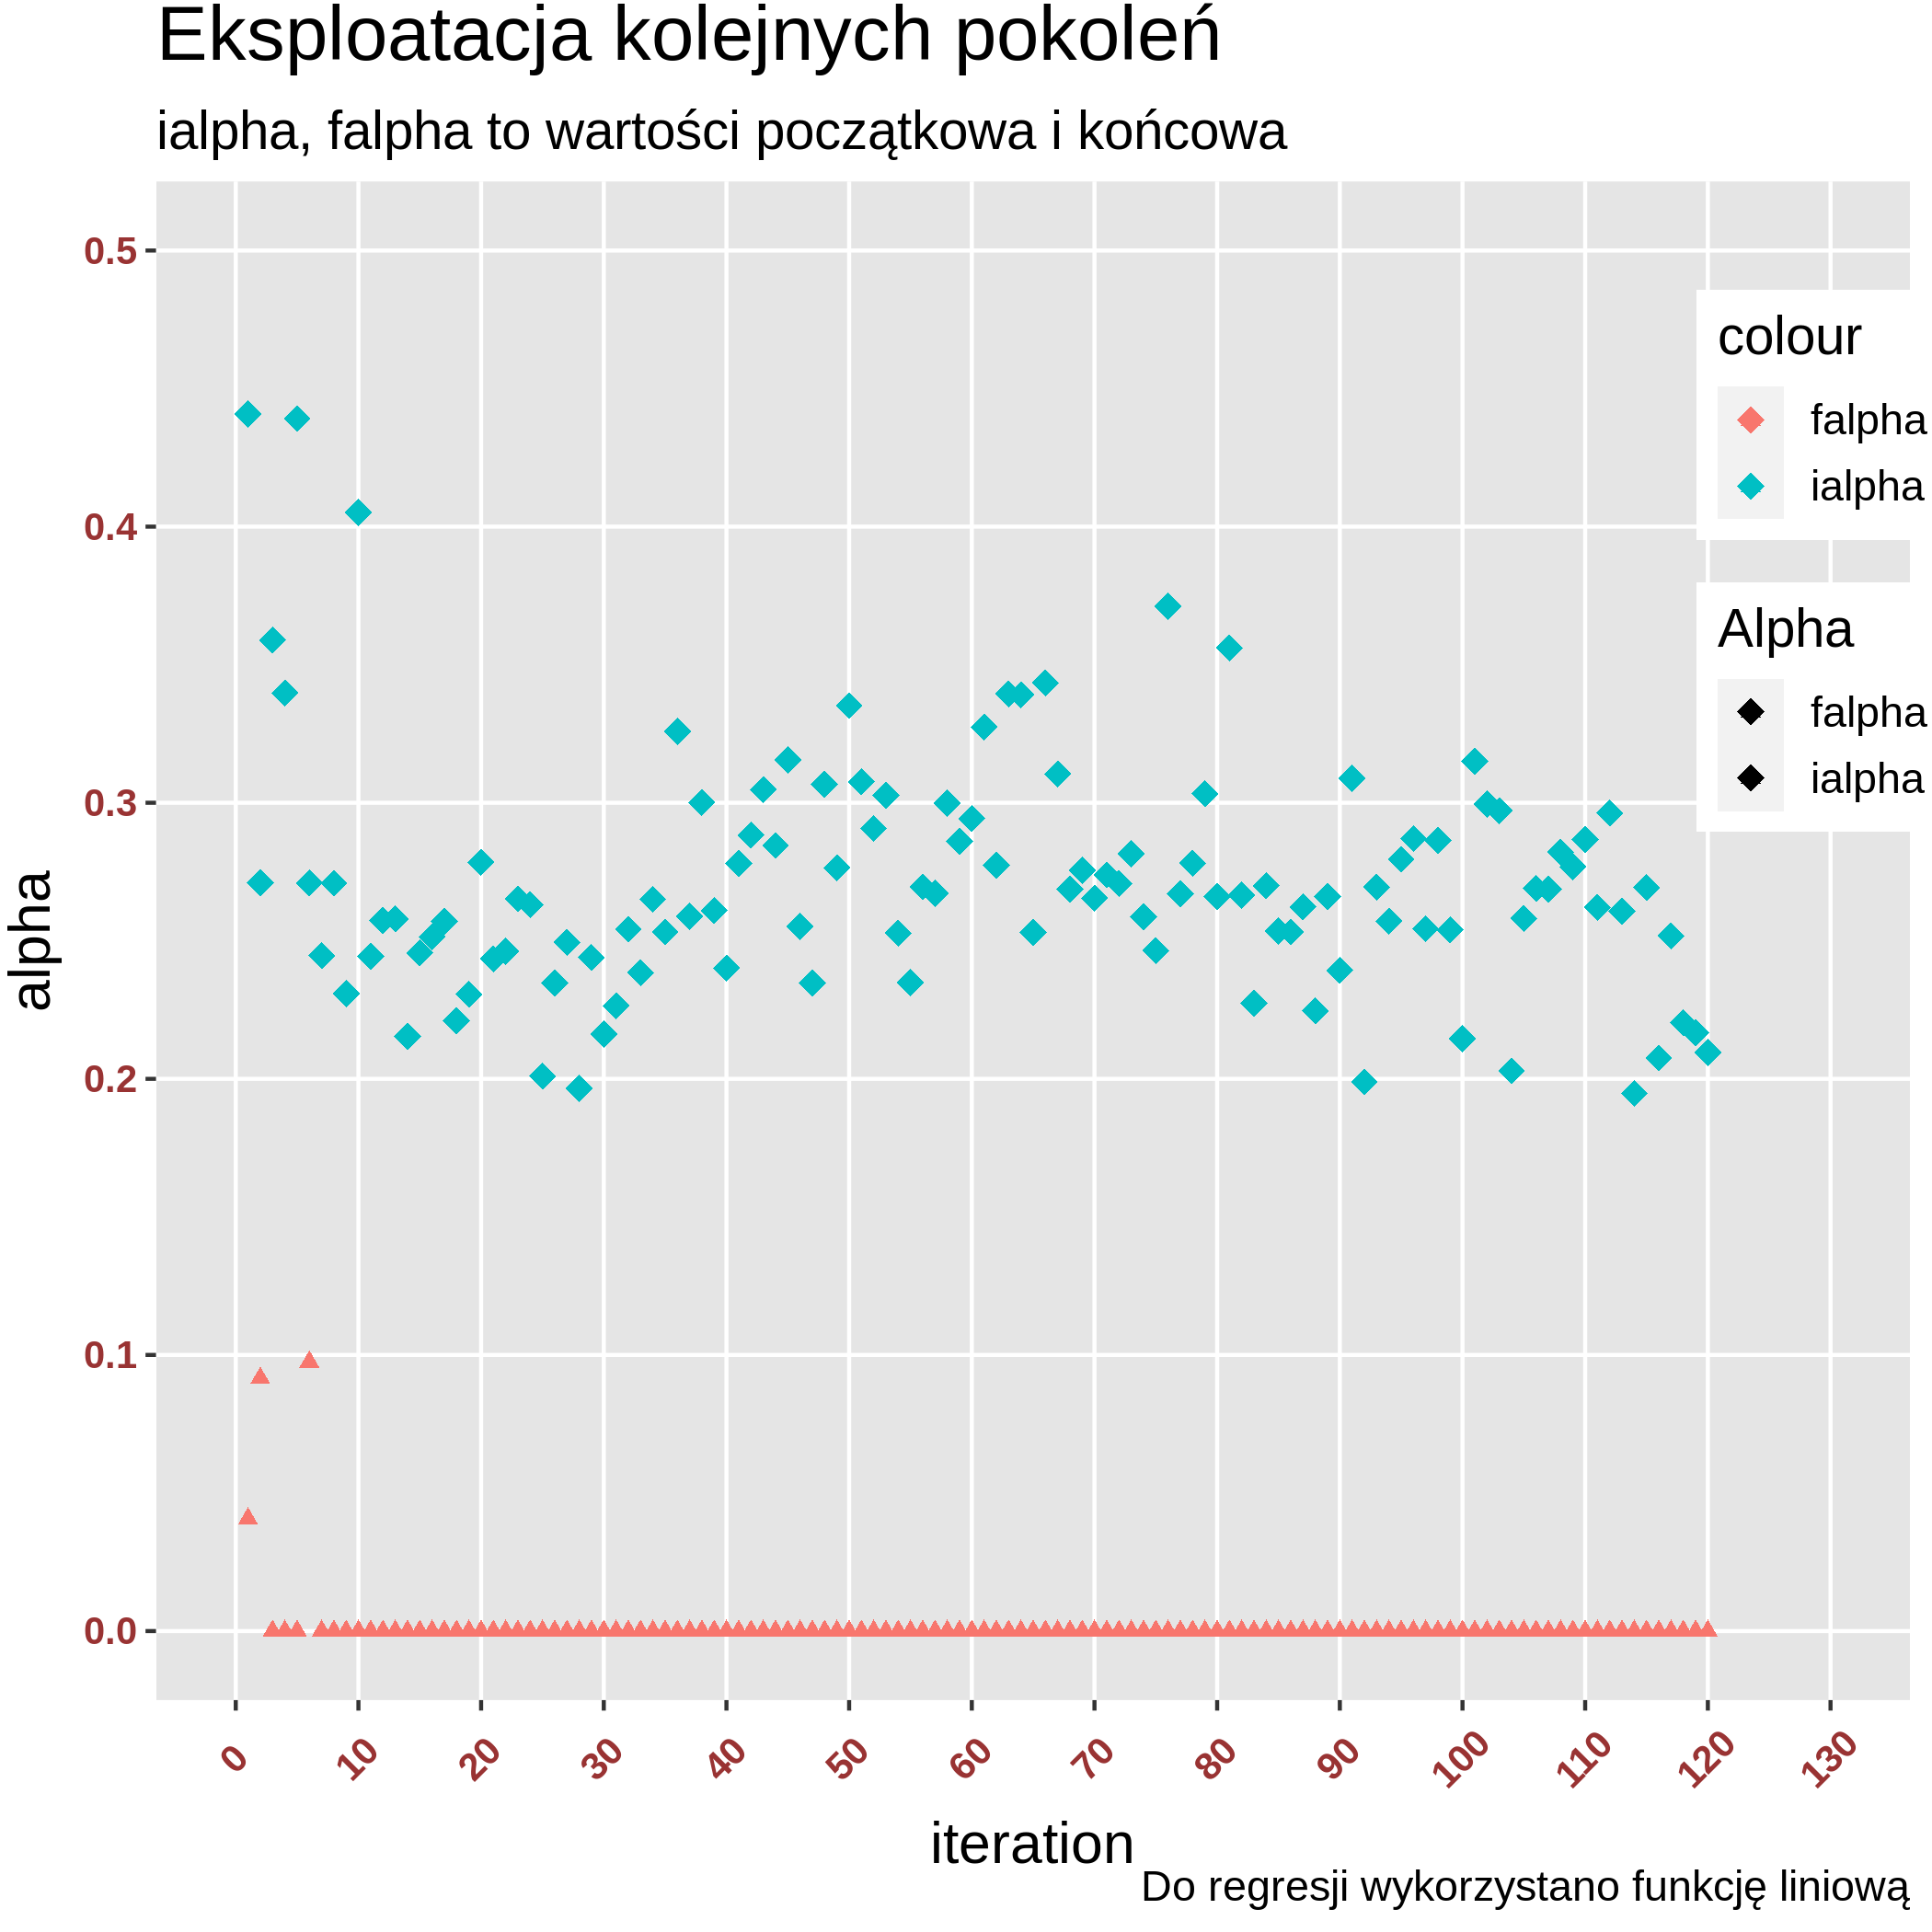 Eksploatacja kolejnych pokoleń
ialpha, falpha to wartości początkowa i końcowa
0.5
0.4
0.3
0.2
0.1
0.0
alpha
colour
falpha
ialpha
Alpha
falpha
ialpha
0 10 20 30 40 50 60 70 80 90 100 110 120 130
iteration
Do regresji wykorzystano funkcję liniową